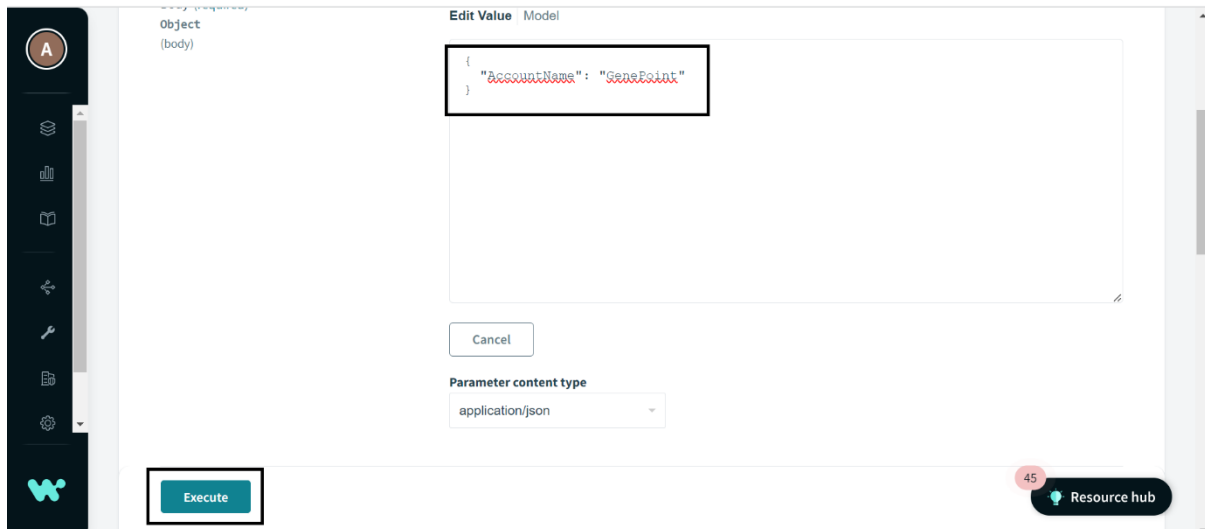 Edit Value Model
Object
(body)
A
{
"AccountName": "GenePoint"
}
Cancel
Parameter content type
application/json
Execute
45
Resource hub